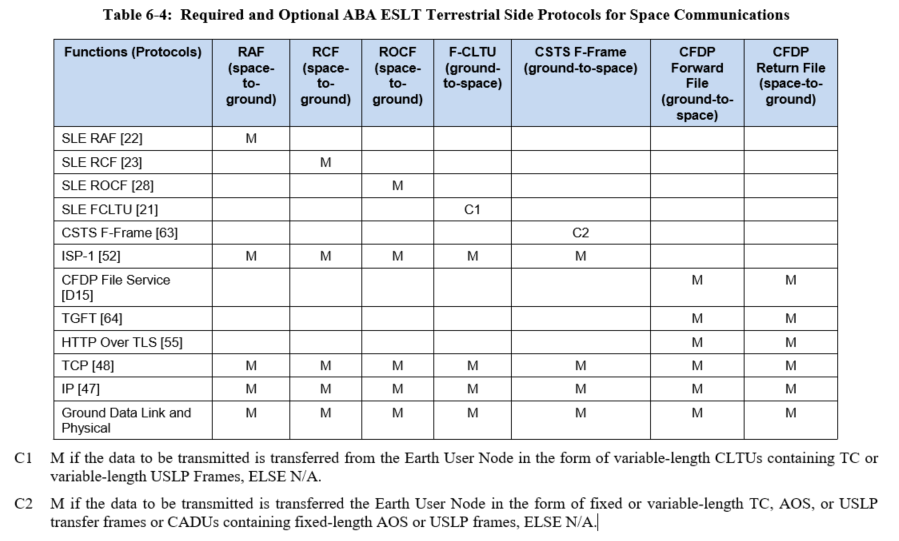 Table 6-4: Required and Optional ABA ESLT Terrestrial Side Protocols for Space Communications
Functions (Protocols) RAF (space-to-ground) RCF (space-to-ground) ROCF (space-to-ground) F-CLTU (ground-to-space) CSTS F-Frame (ground-to-space) CFDP Forward File (ground-to-space) CFDP Return File (space-to-ground)
SLE RAF [22] M
SLE RCF [23] M
SLE ROCF [28] M
SLE FCLTU [21] C1
CSTS F-Frame [63] C2
ISP-1 [52] M M M M M
CFDP File Service [D15] M M
TGFT [64] M M
HTTP Over TLS [55] M M
TCP [48] M M M M M M M
IP [47] M M M M M M M
Ground Data Link and Physical M M M M M M M
C1 M if the data to be transmitted is transferred from the Earth User Node in the form of variable-length CLTUs containing TC or
variable-length USLP Frames, ELSE N/A.
C2 M if the data to be transmitted is transferred the Earth User Node in the form of fixed or variable-length TC, AOS, or USLP
transfer frames or CADUs containing fixed-length AOS or USLP frames, ELSE N/A.